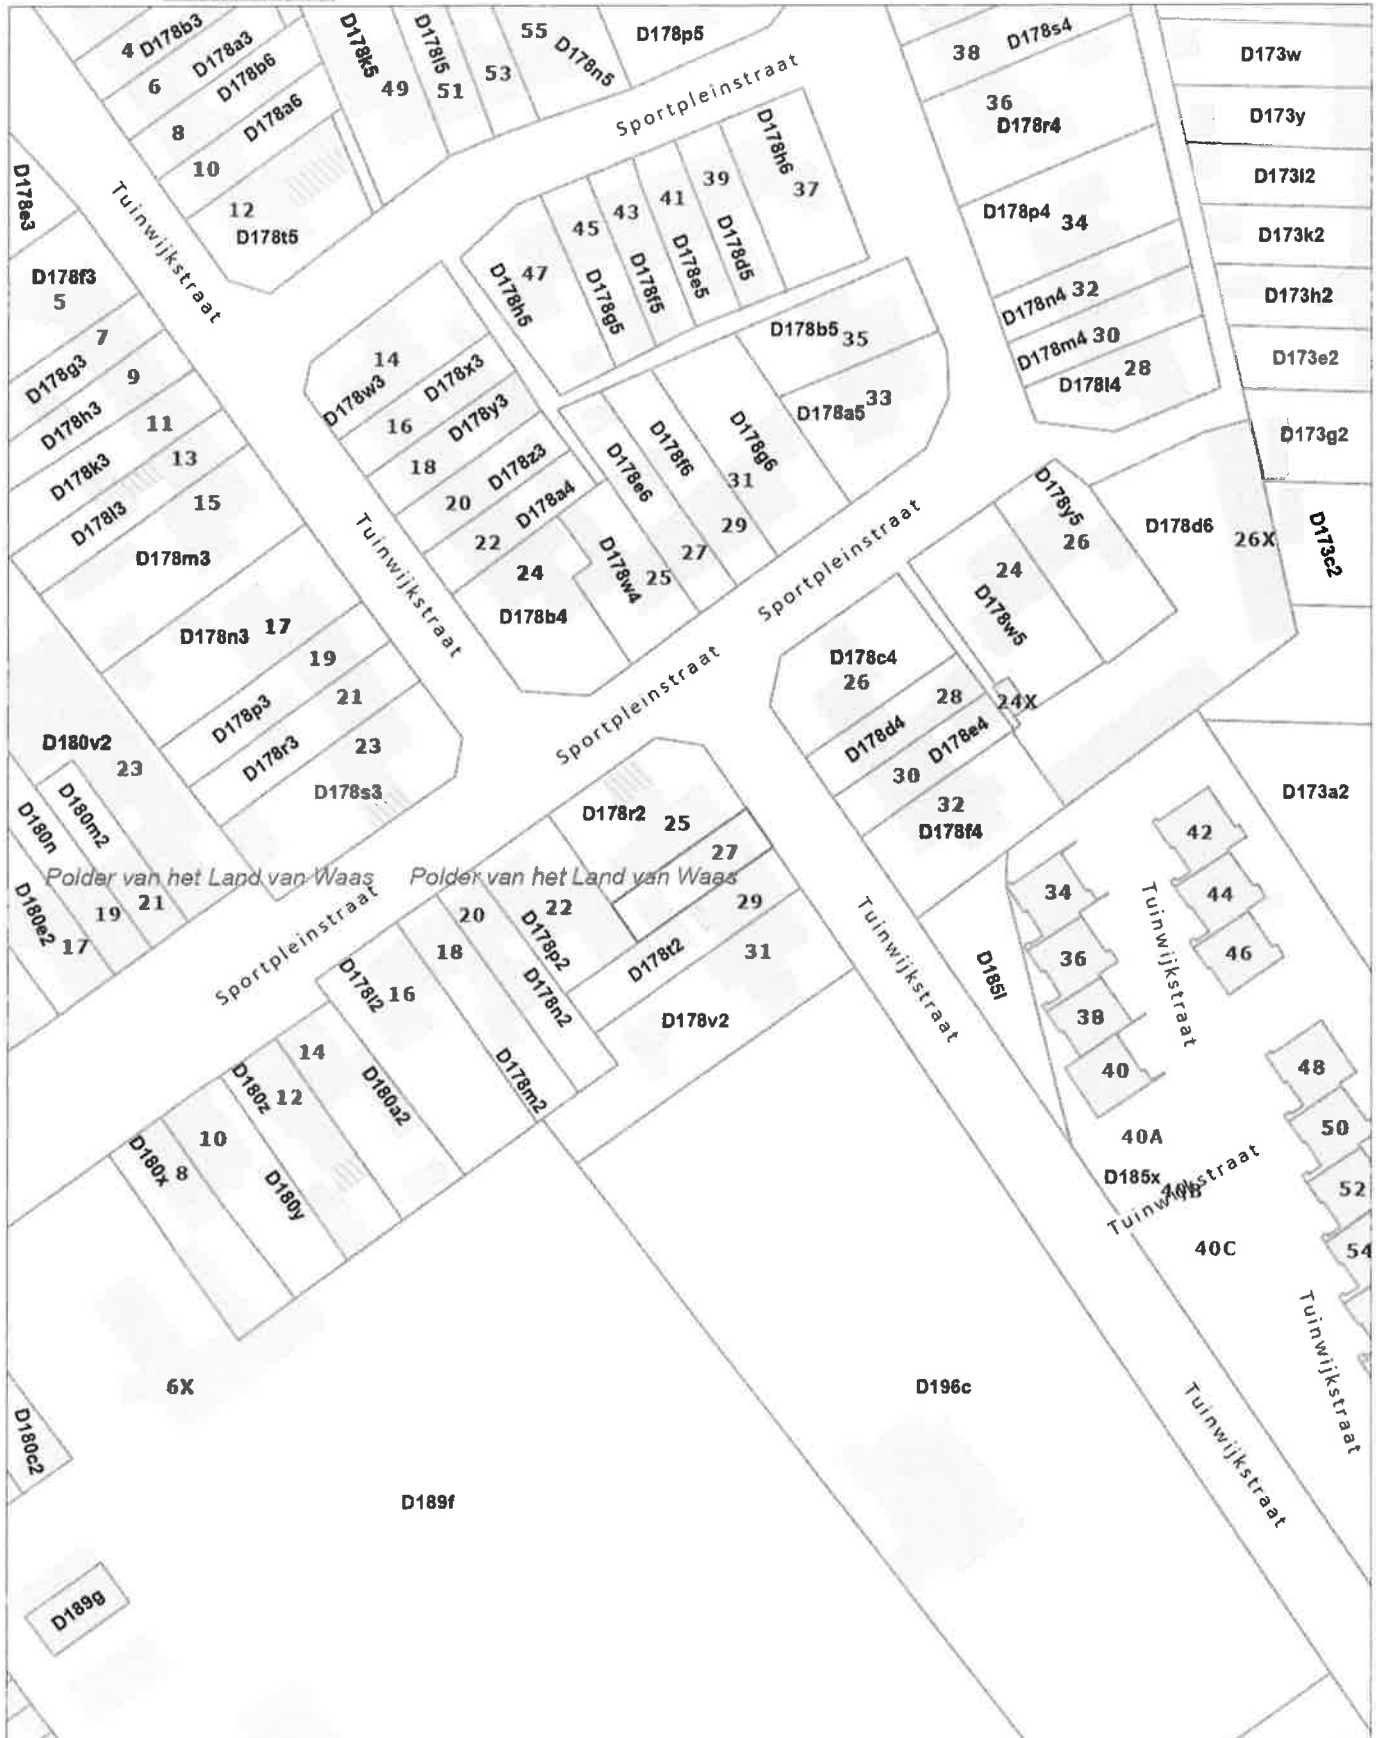 4 D178b3
6 D178a3
8 D178b6
10 D178a6
12
D178t5
D178k5
49
D178l5
51
53
55
D178n5
D178p5
Sportpleinstraat
38 D178s4
36
D178r4
D178p4 34
D178n4 32
D178m4 30
28
D178l4
D173w
D173y
D173l2
D173k2
D173h2
D173e2
D173g2
D173c2
D173a2
D178e3
Tuinwijkstraat
D178f3
5
7
D178g3
9
D178h3
11
D178k3
13
D178l3
15
D178m3
D178n3 17
19
D178p3
21
D178r3
23
D178s3
47
D178h5
45
D178g5
43
D178f5
41
D178e5
39
D178d5
D178h6
37
D178b5 35
D178a5 33
14
D178w3
D178x3
16
D178y3
18
D178z3
20
D178a4
22
24
D178b4
D178w4
25
D178e6
27
D178f6
29
D178g6
31
Tuinwijkstraat
Sportpleinstraat
Sportpleinstraat
D178y5
26
24
D178w5
D178d6
26X
24X
D178c4
26
28
D178d4
D178e4
30
32
D178f4
D180v2
23
D180m2
D180n
21
19
D180e2
17
Polder van het Land van Waas
Polder van het Land van Waas
Sportpleinstraat
D178r2
25
27
29
D178t2
31
D178v2
22
D178p2
20
D178n2
18
D178m2
16
D178l2
D180a2
14
12
D180z
D180y
10
8
D180x
Tuinwijkstraat
D185l
34
36
38
40
42
44
46
Tuinwijkstraat
48
50
52
54
40A
D185x
40B
Tuinwijkstraat
40C
Tuinwijkstraat
Tuinwijkstraat
6X
D180c2
D189f
D189g
D196c